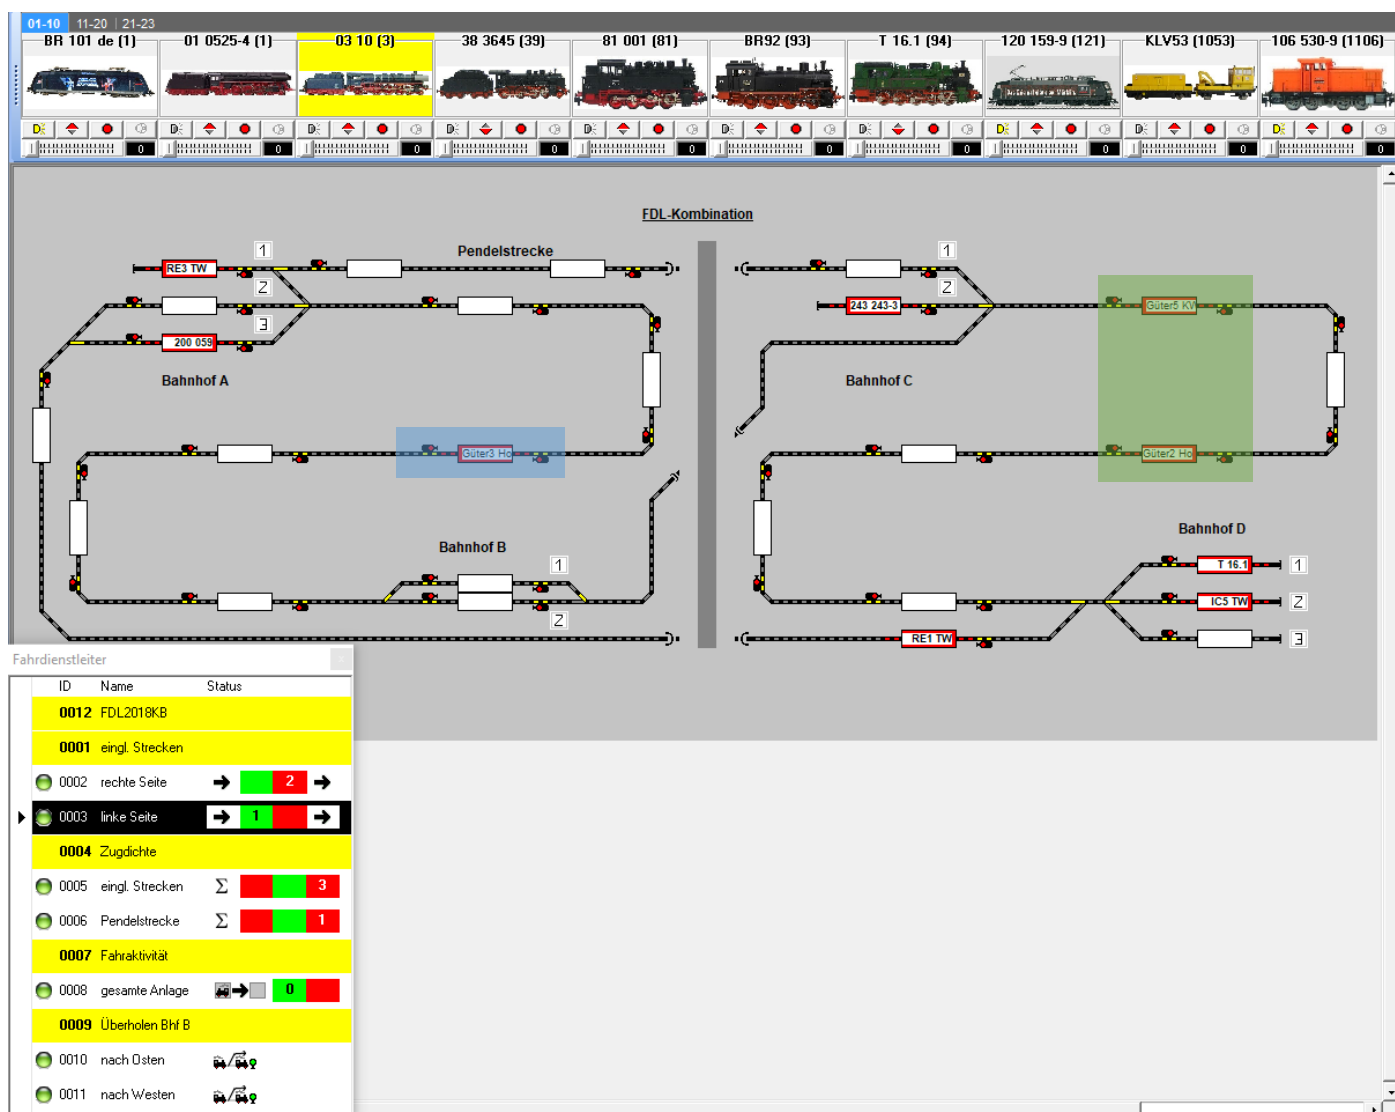 01-10 11-20 | 21-23
BR 101 de (1) 01 0525-4 (1) 03 10 (3) 38 3645 (39) 81 001 (81) BR92 (93) T 16.1 (94) 120 159-9 (121) KLV53 (1053) 106 530-9 (1106)
0 0 0 0 0 0 0 0 0 0
FDL-Kombination
1 Pendelstrecke 1
RE3 TW
2 2
243 243-3 Güter5 KW
3
200 059
Bahnhof A Bahnhof C
Güter3 Ho Güter2 Ho
Bahnhof D
Bahnhof B
1 T 16.1 1
IC5 TW 2
2
RE1 TW 3
Fahrdienstleiter
ID Name Status
0012 FDL2018KB
0001 eingl. Strecken
0002 rechte Seite 2
0003 linke Seite 1
0004 Zugdichte
0005 eingl. Strecken Σ 3
0006 Pendelstrecke Σ 1
0007 Fahraktivität
0008 gesamte Anlage 0
0009 Überholen Bhf B
0010 nach Osten
0011 nach Westen